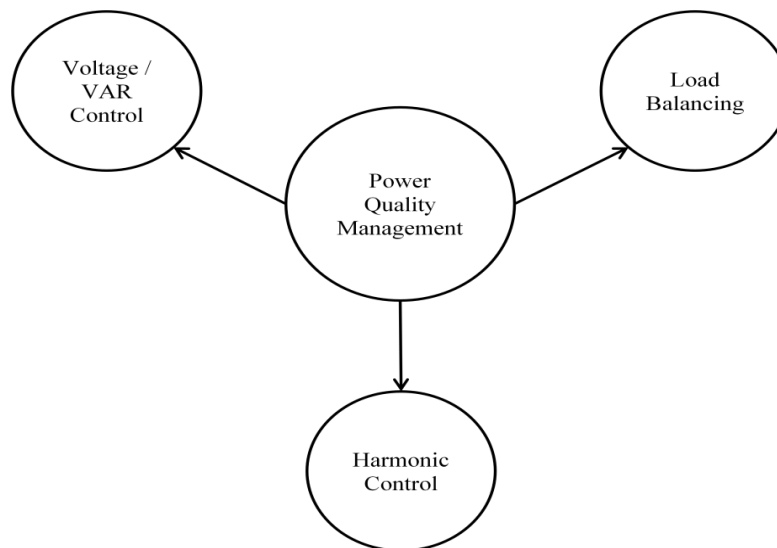 Voltage /
VAR
Control
Load
Balancing
Power
Quality
Management
Harmonic
Control